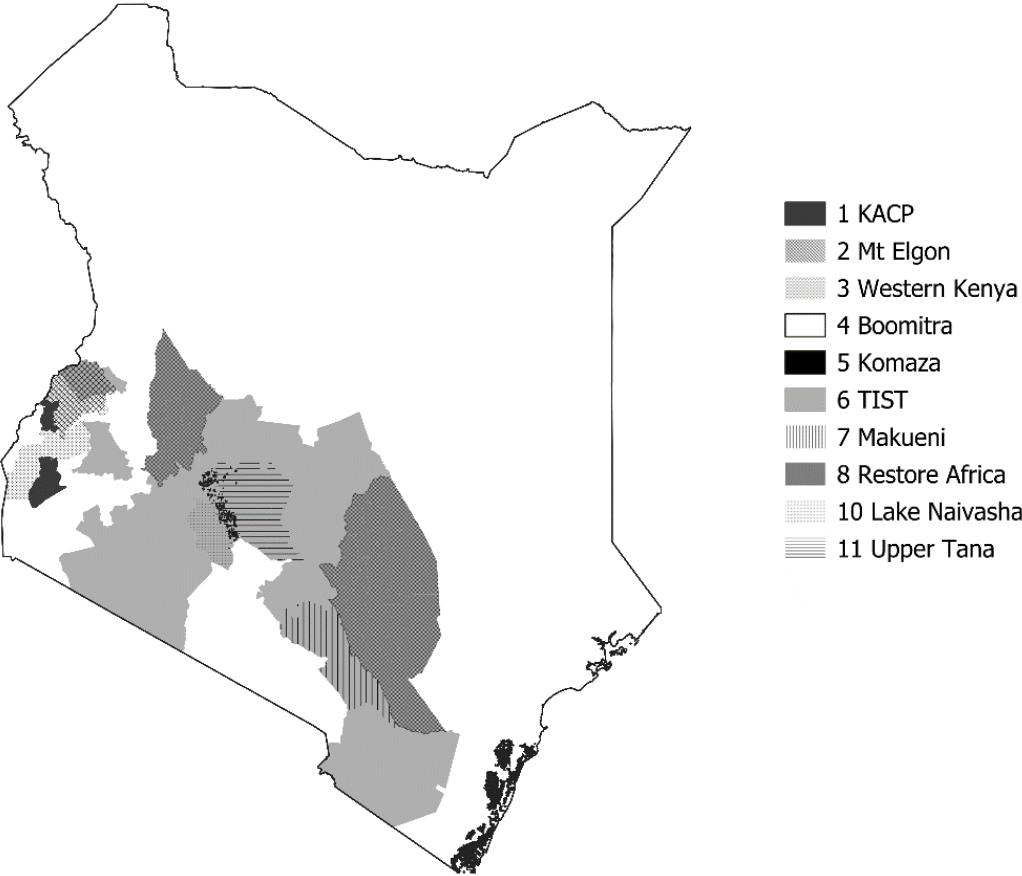 1 KACP
2 Mt Elgon
3 Western Kenya
4 Boomitra
5 Komaza
6 TIST
7 Makueni
8 Restore Africa
10 Lake Naivasha
11 Upper Tana